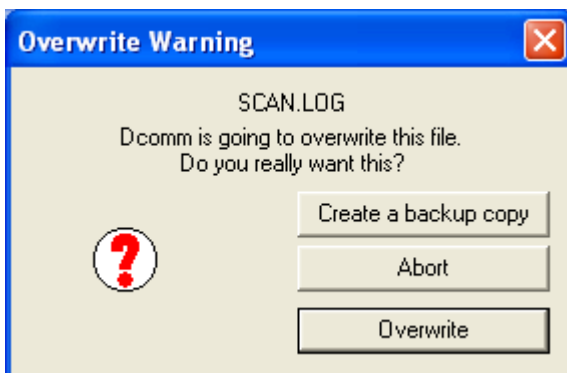 Overwrite Warning
SCAN.LOG
Dcomm is going to overwrite this file.
Do you really want this?
Create a backup copy
Abort
Overwrite